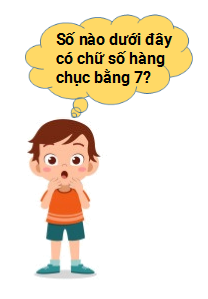 Số nào dưới đây
có chữ số hàng
chục bằng 7?